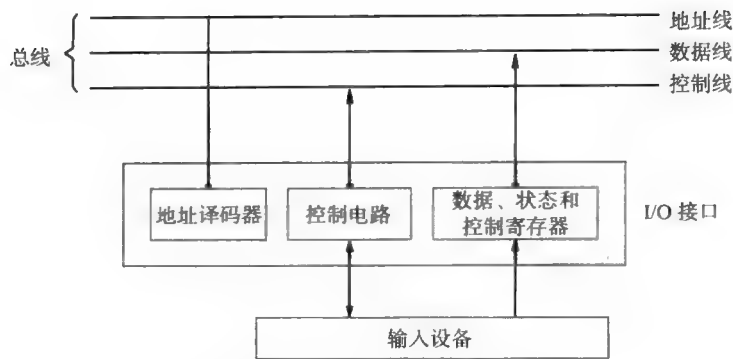 地址线
数据线
总线
控制线
地址译码器
控制电路
数据、状态和
控制寄存器
I/O 接口
输入设备